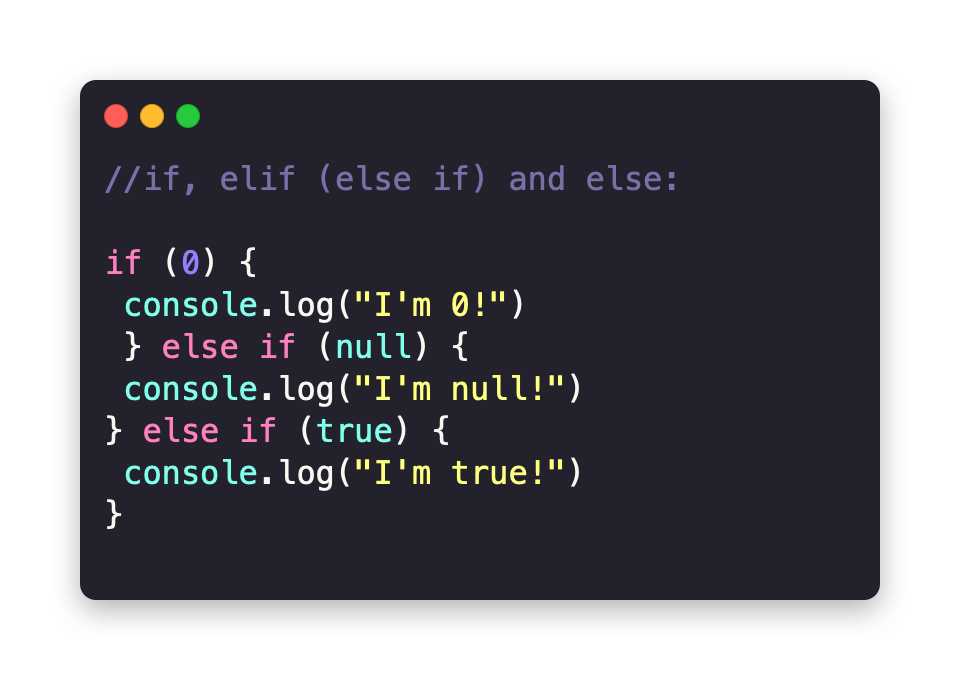 //if, elif (else if) and else:

if (0) {
 console.log("I'm 0!")
 } else if (null) {
 console.log("I'm null!")
} else if (true) {
 console.log("I'm true!")
}